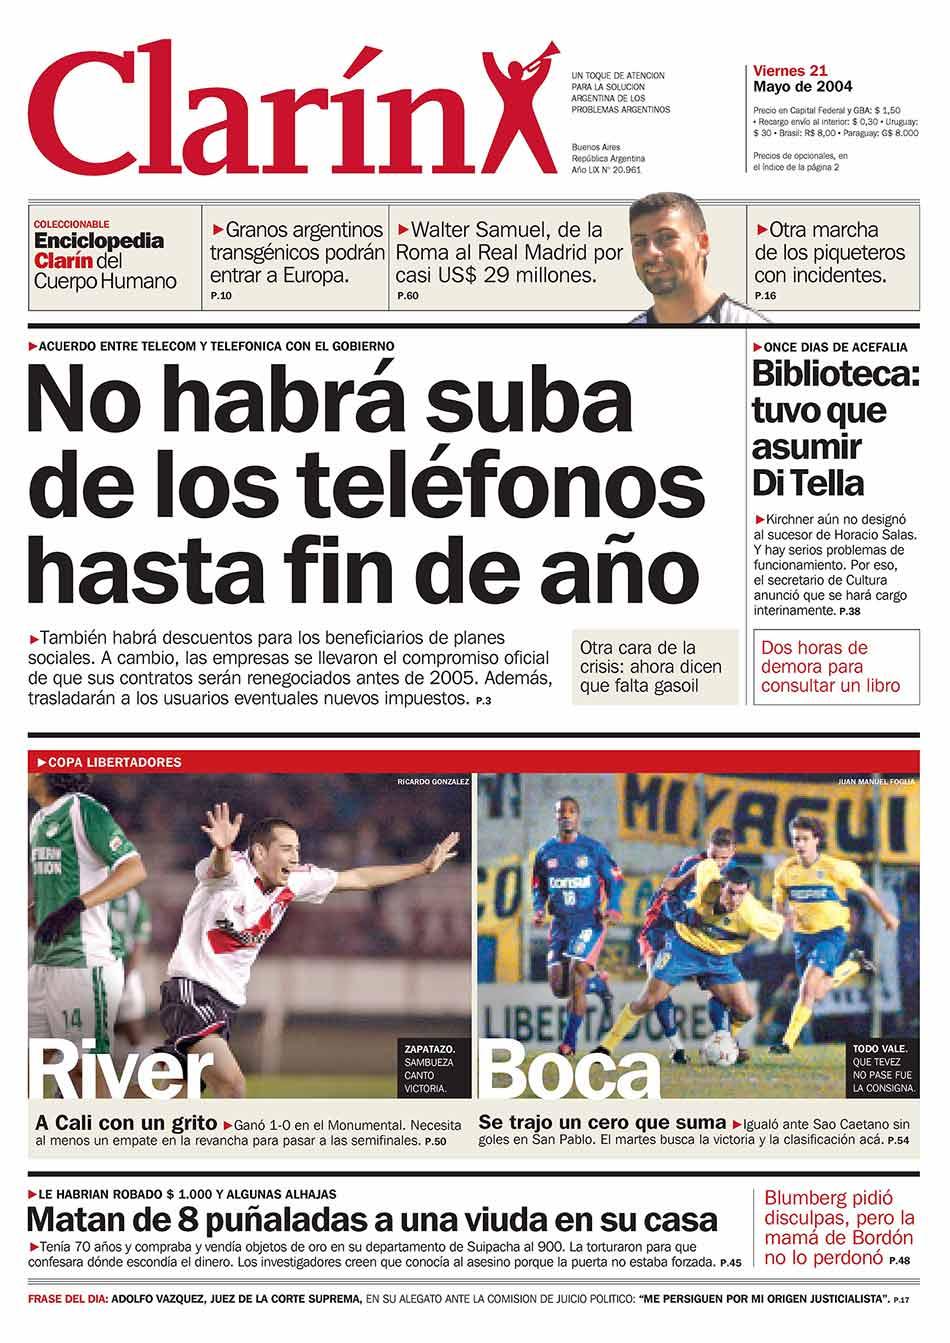 Clarín
UN TOQUE DE ATENCION
PARA LA SOLUCION
ARGENTINA DE LOS
PROBLEMAS ARGENTINOS
Buenos Aires
República Argentina
Año LIX N° 20.961
Viernes 21
Mayo de 2004
Precio en Capital Federal y GBA: $ 1,50
• Recargo envío al interior: $ 0,30 • Uruguay:
$ 30 • Brasil: R$ 8,00 • Paraguay: G$ 8.000
Precios de opcionales, en
el índice de la página 2
COLECCIONABLE
Enciclopedia
Clarín del
Cuerpo Humano
►Granos argentinos
transgénicos podrán
entrar a Europa.
P.10
►Walter Samuel, de la
Roma al Real Madrid por
casi US$ 29 millones.
P.60
►Otra marcha
de los piqueteros
con incidentes.
P.16
►ACUERDO ENTRE TELECOM Y TELEFONICA CON EL GOBIERNO
No habrá suba
de los teléfonos
hasta fin de año
►También habrá descuentos para los beneficiarios de planes
sociales. A cambio, las empresas se llevaron el compromiso oficial
de que sus contratos serán renegociados antes de 2005. Además,
trasladarán a los usuarios eventuales nuevos impuestos. P.3
Otra cara de la
crisis: ahora dicen
que falta gasoil
►ONCE DIAS DE ACEFALIA
Biblioteca:
tuvo que
asumir
Di Tella
►Kirchner aún no designó
al sucesor de Horacio Salas.
Y hay serios problemas de
funcionamiento. Por eso,
el secretario de Cultura
anunció que se hará cargo
interinamente. P.38
Dos horas de
demora para
consultar un libro
►COPA LIBERTADORES
RICARDO GONZALEZ
14
River
ZAPATAZO.
SAMBUEZA
CANTO
VICTORIA.
A Cali con un grito ►Ganó 1-0 en el Monumental. Necesita
al menos un empate en la revancha para pasar a las semifinales. P.50
JUAN MANUEL FOGLIA
MIYAGUI
consul
18
LIBERTADORES
Boca
TODO VALE.
QUE TEVEZ
NO PASE FUE
LA CONSIGNA.
Se trajo un cero que suma ►Igualó ante Sao Caetano sin
goles en San Pablo. El martes busca la victoria y la clasificación acá. P.54
►LE HABRIAN ROBADO $ 1.000 Y ALGUNAS ALHAJAS
Matan de 8 puñaladas a una viuda en su casa
►Tenía 70 años y compraba y vendía objetos de oro en su departamento de Suipacha al 900. La torturaron para que
confesara dónde escondía el dinero. Los investigadores creen que conocía al asesino porque la puerta no estaba forzada. P.45
Blumberg pidió
disculpas, pero la
mamá de Bordón
no lo perdonó P.48
FRASE DEL DIA: ADOLFO VAZQUEZ, JUEZ DE LA CORTE SUPREMA, EN SU ALEGATO ANTE LA COMISION DE JUICIO POLITICO: “ME PERSIGUEN POR MI ORIGEN JUSTICIALISTA”. P.17